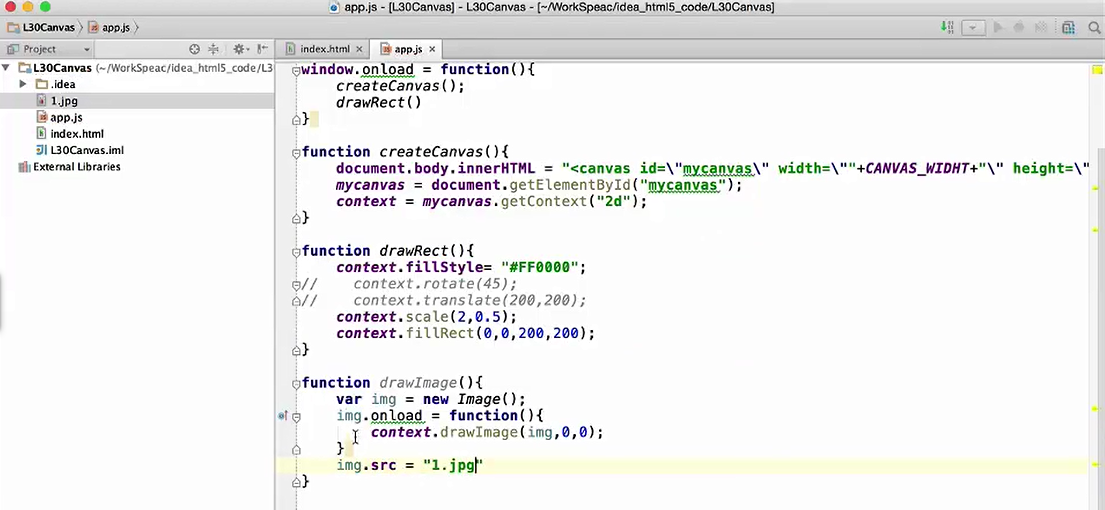 app.js - [L30Canvas] - L30Canvas - [~/WorkSpeac/idea_html5_code/L30Canvas]
L30Canvas app.js
Project index.html app.js
L30Canvas (~/WorkSpeac/idea_html5_code/L3
.idea
1.jpg
app.js
index.html
L30Canvas.iml
External Libraries
window.onload = function(){
createCanvas();
drawRect()
}
function createCanvas(){
document.body.innerHTML = "<canvas id=\"mycanvas\" width=\""+CANVAS_WIDHT+"\" height=\"
mycanvas = document.getElementById("mycanvas");
context = mycanvas.getContext("2d");
}
function drawRect(){
context.fillStyle= "#FF0000";
// context.rotate(45);
// context.translate(200,200);
context.scale(2,0.5);
context.fillRect(0,0,200,200);
}
function drawImage(){
var img = new Image();
img.onload = function(){
context.drawImage(img,0,0);
}
img.src = "1.jpg"
}